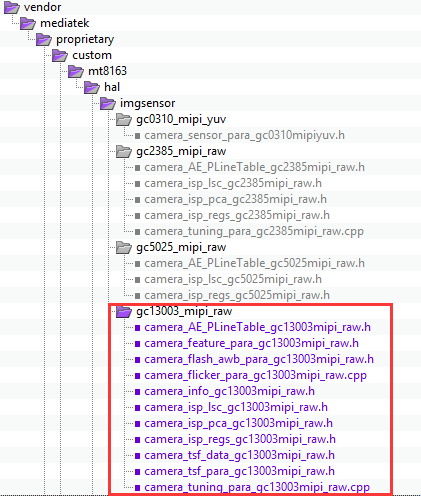 vendor
mediatek
proprietary
custom
mt8163
hal
imgsensor
gc0310_mipi_yuv
camera_sensor_para_gc0310mipiyuv.h
gc2385_mipi_raw
camera_AE_PLineTable_gc2385mipi_raw.h
camera_isp_lsc_gc2385mipi_raw.h
camera_isp_pca_gc2385mipi_raw.h
camera_isp_regs_gc2385mipi_raw.h
camera_tuning_para_gc2385mipi_raw.cpp
gc5025_mipi_raw
camera_AE_PLineTable_gc5025mipi_raw.h
camera_isp_lsc_gc5025mipi_raw.h
camera_isp_regs_gc5025mipi_raw.h
gc13003_mipi_raw
camera_AE_PLineTable_gc13003mipi_raw.h
camera_feature_para_gc13003mipi_raw.h
camera_flash_awb_para_gc13003mipi_raw.h
camera_flicker_para_gc13003mipi_raw.cpp
camera_info_gc13003mipi_raw.h
camera_isp_lsc_gc13003mipi_raw.h
camera_isp_pca_gc13003mipi_raw.h
camera_isp_regs_gc13003mipi_raw.h
camera_tsf_data_gc13003mipi_raw.h
camera_tsf_para_gc13003mipi_raw.h
camera_tuning_para_gc13003mipi_raw.cpp